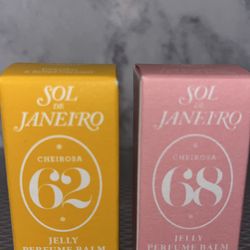 SOL
DE
JANEIRO
CHEIROSA
62
JELLY
PERFUME BALM
SOL
DE
JANEIRO
CHEIROSA
68
JELLY
PERFUME BALM